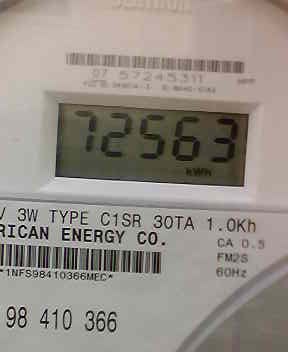 07 57245311
72563
kWh
V 3W TYPE C1SR 30TA 1.0Kh
RICAN ENERGY CO.
CA 0.5
FM2S
60Hz
*1NFS98410366MEC*
98 410 366